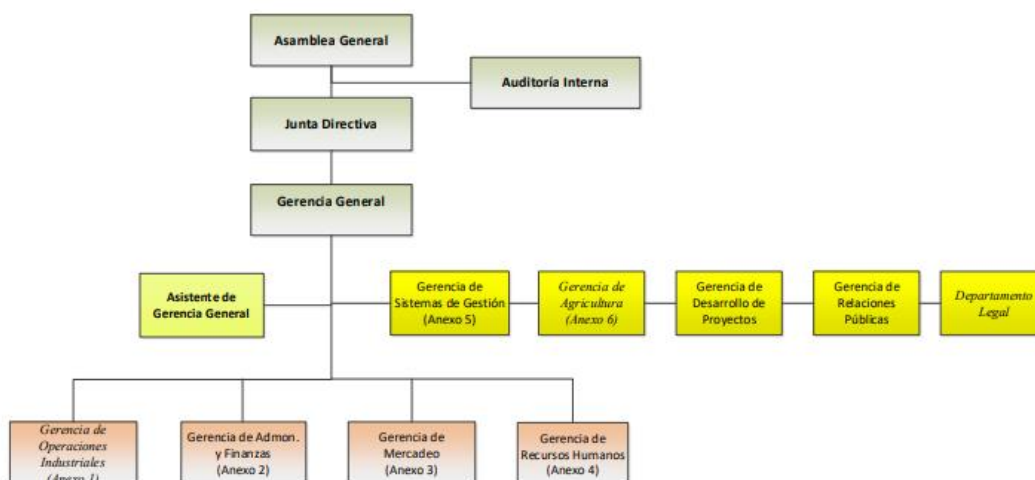 Asamblea General
Auditoría Interna
Junta Directiva
Gerencia General
Asistente de
Gerencia General
Gerencia de
Sistemas de Gestión
(Anexo 5)
Gerencia de
Agricultura
(Anexo 6)
Gerencia de
Desarrollo de
Proyectos
Gerencia de
Relaciones
Públicas
Departamento
Legal
Gerencia de
Operaciones
Industriales
(Anexo 1)
Gerencia de Admon.
y Finanzas
(Anexo 2)
Gerencia de
Mercadeo
(Anexo 3)
Gerencia de
Recursos Humanos
(Anexo 4)